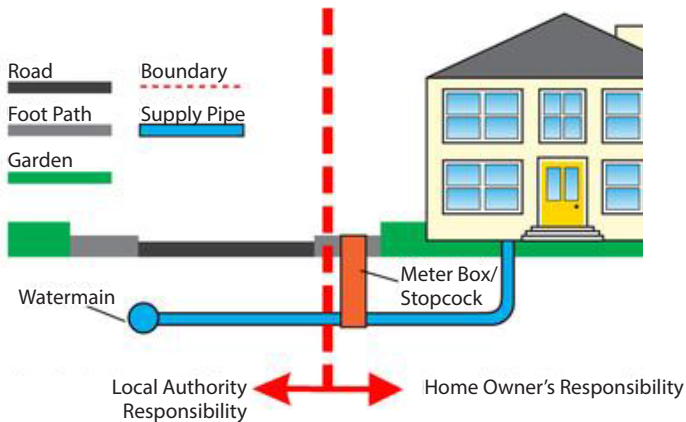 Road
Boundary
Foot Path
Supply Pipe
Garden
Meter Box/
Stopcock
Watermain
Local Authority
Responsibility
Home Owner's Responsibility